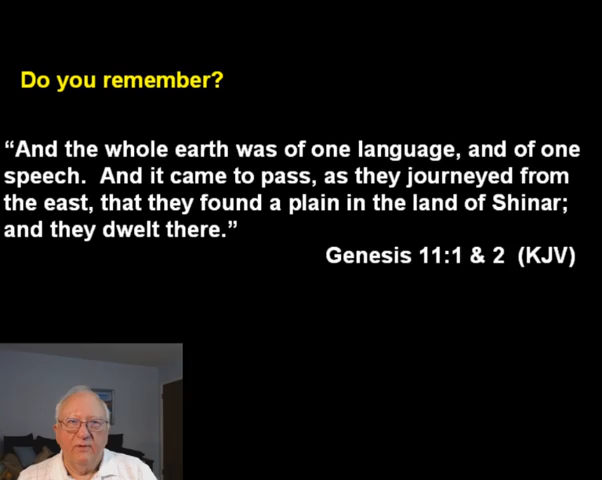 Do you remember?
“And the whole earth was of one language, and of one
speech.  And it came to pass, as they journeyed from
the east, that they found a plain in the land of Shinar;
and they dwelt there.”
Genesis 11:1 & 2  (KJV)